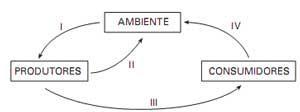 AMBIENTE
I
IV
II
PRODUTORES
CONSUMIDORES
III